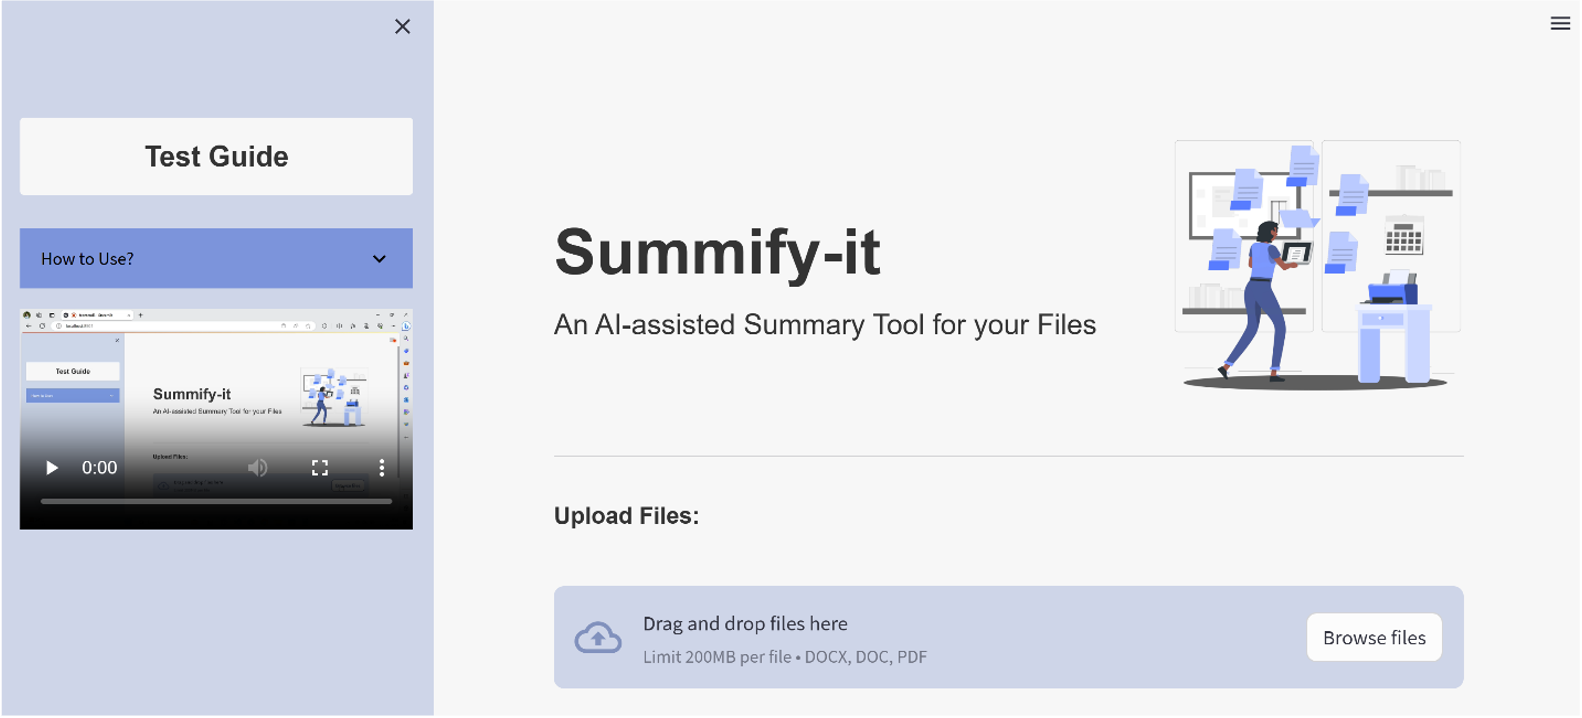 Test Guide
How to Use?
Test Guide
Summify-it
An AI-assisted Summary Tool for your Files
Upload Files:
0:00
Summify-it
An AI-assisted Summary Tool for your Files
Upload Files:
Drag and drop files here
Limit 200MB per file • DOCX, DOC, PDF
Browse files